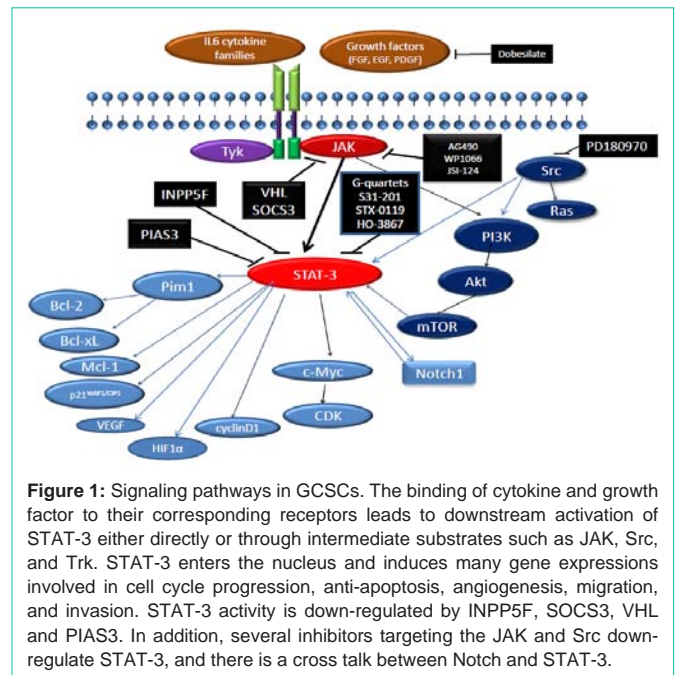 IL6 cytokine
families
Growth factors
(FGF, EGF, PDGF)
Dobesilate
Tyk
JAK
AG490
WP1066
JSI-124
PD180970
Src
Ras
INPP5F
VHL
SOCS3
G-quartets
S31-201
STX-0119
HO-3867
PI3K
PIAS3
STAT-3
Akt
Pim1
mTOR
Bcl-2
Bcl-xL
Mcl-1
c-Myc
Notch1
p21WAF1/CIP1
CDK
VEGF
cyclinD1
HIF1α
Figure 1: Signaling pathways in GCSCs. The binding of cytokine and growth
factor to their corresponding receptors leads to downstream activation of
STAT-3 either directly or through intermediate substrates such as JAK, Src,
and Trk. STAT-3 enters the nucleus and induces many gene expressions
involved in cell cycle progression, anti-apoptosis, angiogenesis, migration,
and invasion. STAT-3 activity is down-regulated by INPP5F, SOCS3, VHL
and PIAS3. In addition, several inhibitors targeting the JAK and Src down-
regulate STAT-3, and there is a cross talk between Notch and STAT-3.